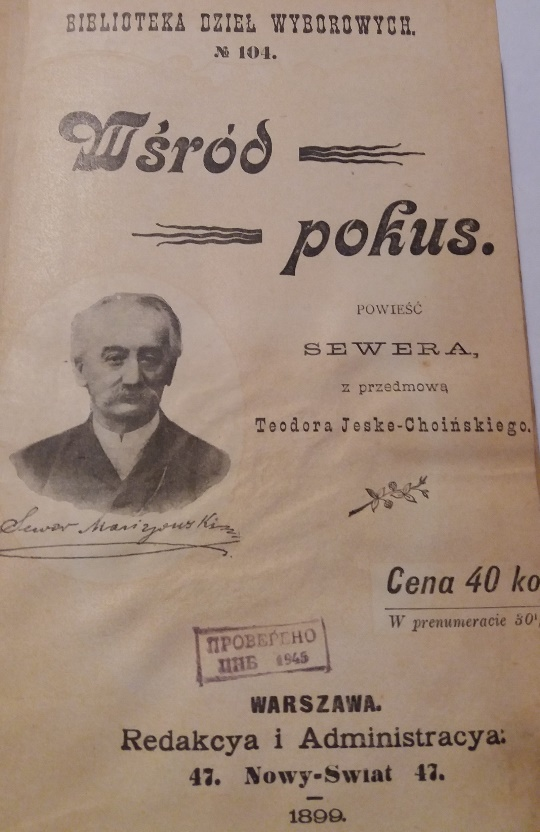 BIBLIOTEKA DZIEŁ WYBOROWYCH.
№ 104.
Wśród
pokus.
POWIEŚĆ
SEWERA,
z przedmową
Teodora Jeske-Choińskiego.
Sewer
Cena 40 ko
W prenumeracie 30
ПРОВЕРЕНО
ЦНБ 1945
WARSZAWA.
Redakcya i Administracya:
47. Nowy-Świat 47.
1899.